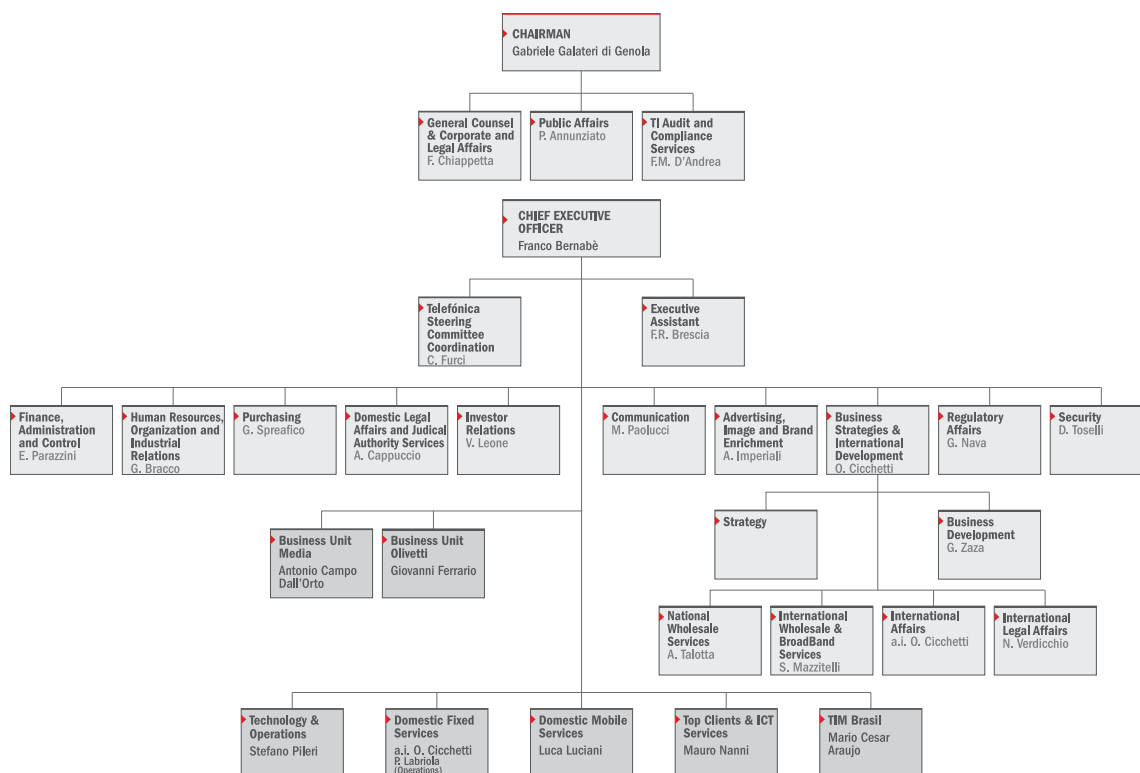 CHAIRMAN
Gabriele Galateri di Genola
General Counsel
& Corporate and
Legal Affairs
F. Chiappetta
Public Affairs
P. Annunziato
TI Audit and
Compliance
Services
F.M. D'Andrea
CHIEF EXECUTIVE
OFFICER
Franco Bernabè
Telefónica
Steering
Committee
Coordination
C. Furci
Executive
Assistant
F.R. Brescia
Finance,
Administration
and Control
E. Parazzini
Human Resources,
Organization and
Industrial
Relations
G. Bracco
Purchasing
G. Spreafico
Domestic Legal
Affairs and Judical
Authority Services
A. Cappuccio
Investor
Relations
V. Leone
Communication
M. Paolucci
Advertising,
Image and Brand
Enrichment
A. Imperiali
Business
Strategies &
International
Development
O. Cicchetti
Regulatory
Affairs
G. Nava
Security
D. Toselli
Strategy
Business
Development
G. Zaza
Business Unit
Media
Antonio Campo
Dall'Orto
Business Unit
Olivetti
Giovanni Ferrario
National
Wholesale
Services
A. Talotta
International
Wholesale &
BroadBand
Services
S. Mazzitelli
International
Affairs
a.i. O. Cicchetti
International
Legal Affairs
N. Verdicchio
Technology &
Operations
Stefano Pileri
Domestic Fixed
Services
a.i. O. Cicchetti
P. Labriola
(Operations)
Domestic Mobile
Services
Luca Luciani
Top Clients & ICT
Services
Mauro Nanni
TIM Brasil
Mario Cesar
Araujo